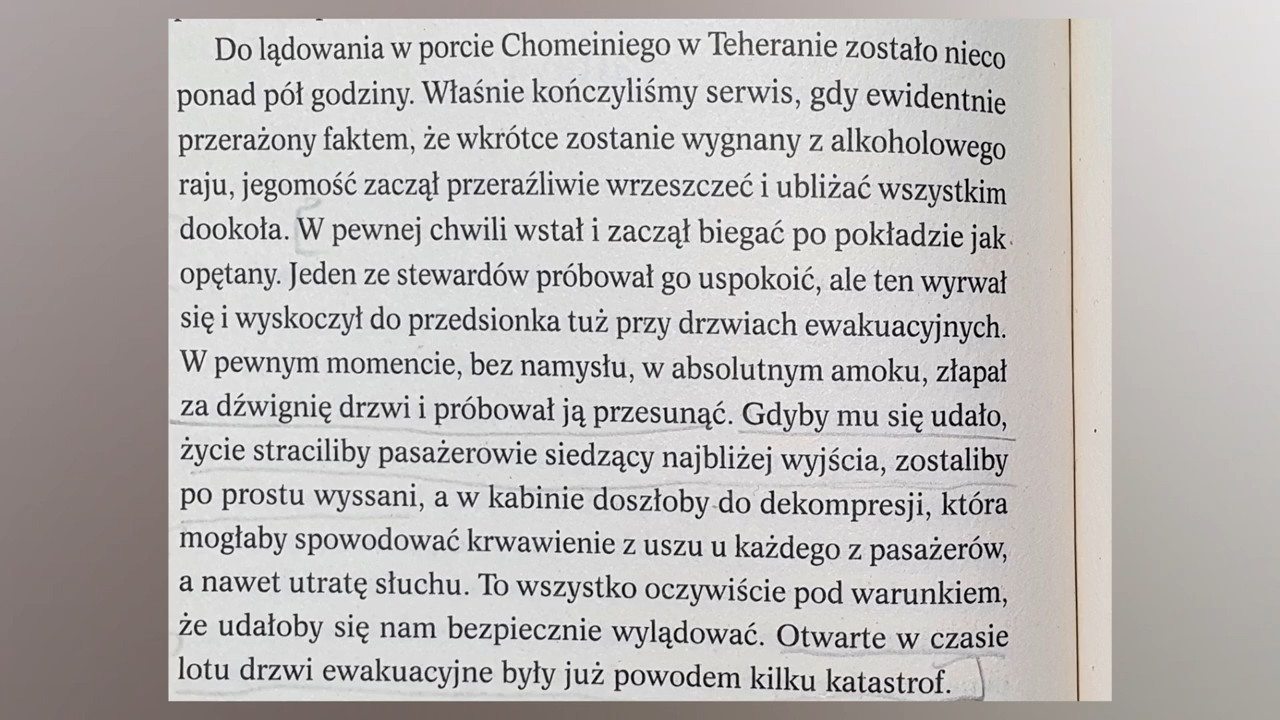 Do lądowania w porcie Chomeiniego w Teheranie zostało nieco
ponad pół godziny. Właśnie kończyliśmy serwis, gdy ewidentnie
przerażony faktem, że wkrótce zostanie wygnany z alkoholowego
raju, jegomość zaczął przeraźliwie wrzeszczeć i ubliżać wszystkim
dookoła. W pewnej chwili wstał i zaczął biegać po pokładzie jak
opętany. Jeden ze stewardów próbował go uspokoić, ale ten wyrwał
się i wyskoczył do przedsionka tuż przy drzwiach ewakuacyjnych.
W pewnym momencie, bez namysłu, w absolutnym amoku, złapał
za dźwignię drzwi i próbował ją przesunąć. Gdyby mu się udało,
życie straciliby pasażerowie siedzący najbliżej wyjścia, zostaliby
po prostu wyssani, a w kabinie doszłoby do dekompresji, która
mogłaby spowodować krwawienie z uszu u każdego z pasażerów,
a nawet utratę słuchu. To wszystko oczywiście pod warunkiem,
że udałoby się nam bezpiecznie wylądować. Otwarte w czasie
lotu drzwi ewakuacyjne były już powodem kilku katastrof.